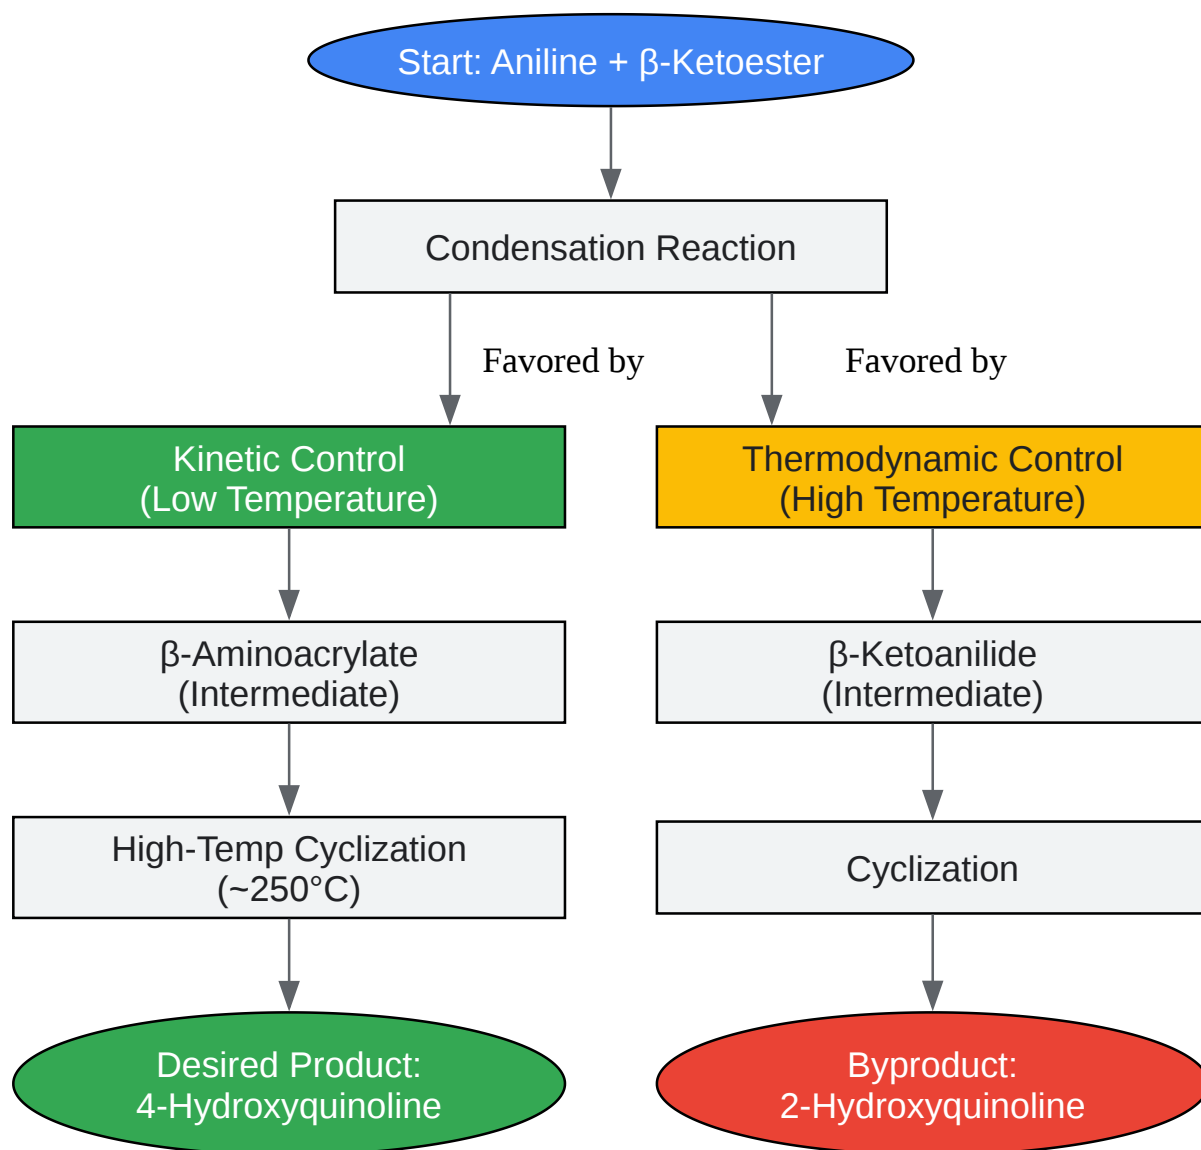 Start: Aniline + β-Ketoester
Condensation Reaction
Favored by
Favored by
Kinetic Control
(Low Temperature)
Thermodynamic Control
(High Temperature)
β-Aminoacrylate
(Intermediate)
β-Ketoanilide
(Intermediate)
High-Temp Cyclization
(~250°C)
Cyclization
Desired Product:
4-Hydroxyquinoline
Byproduct:
2-Hydroxyquinoline